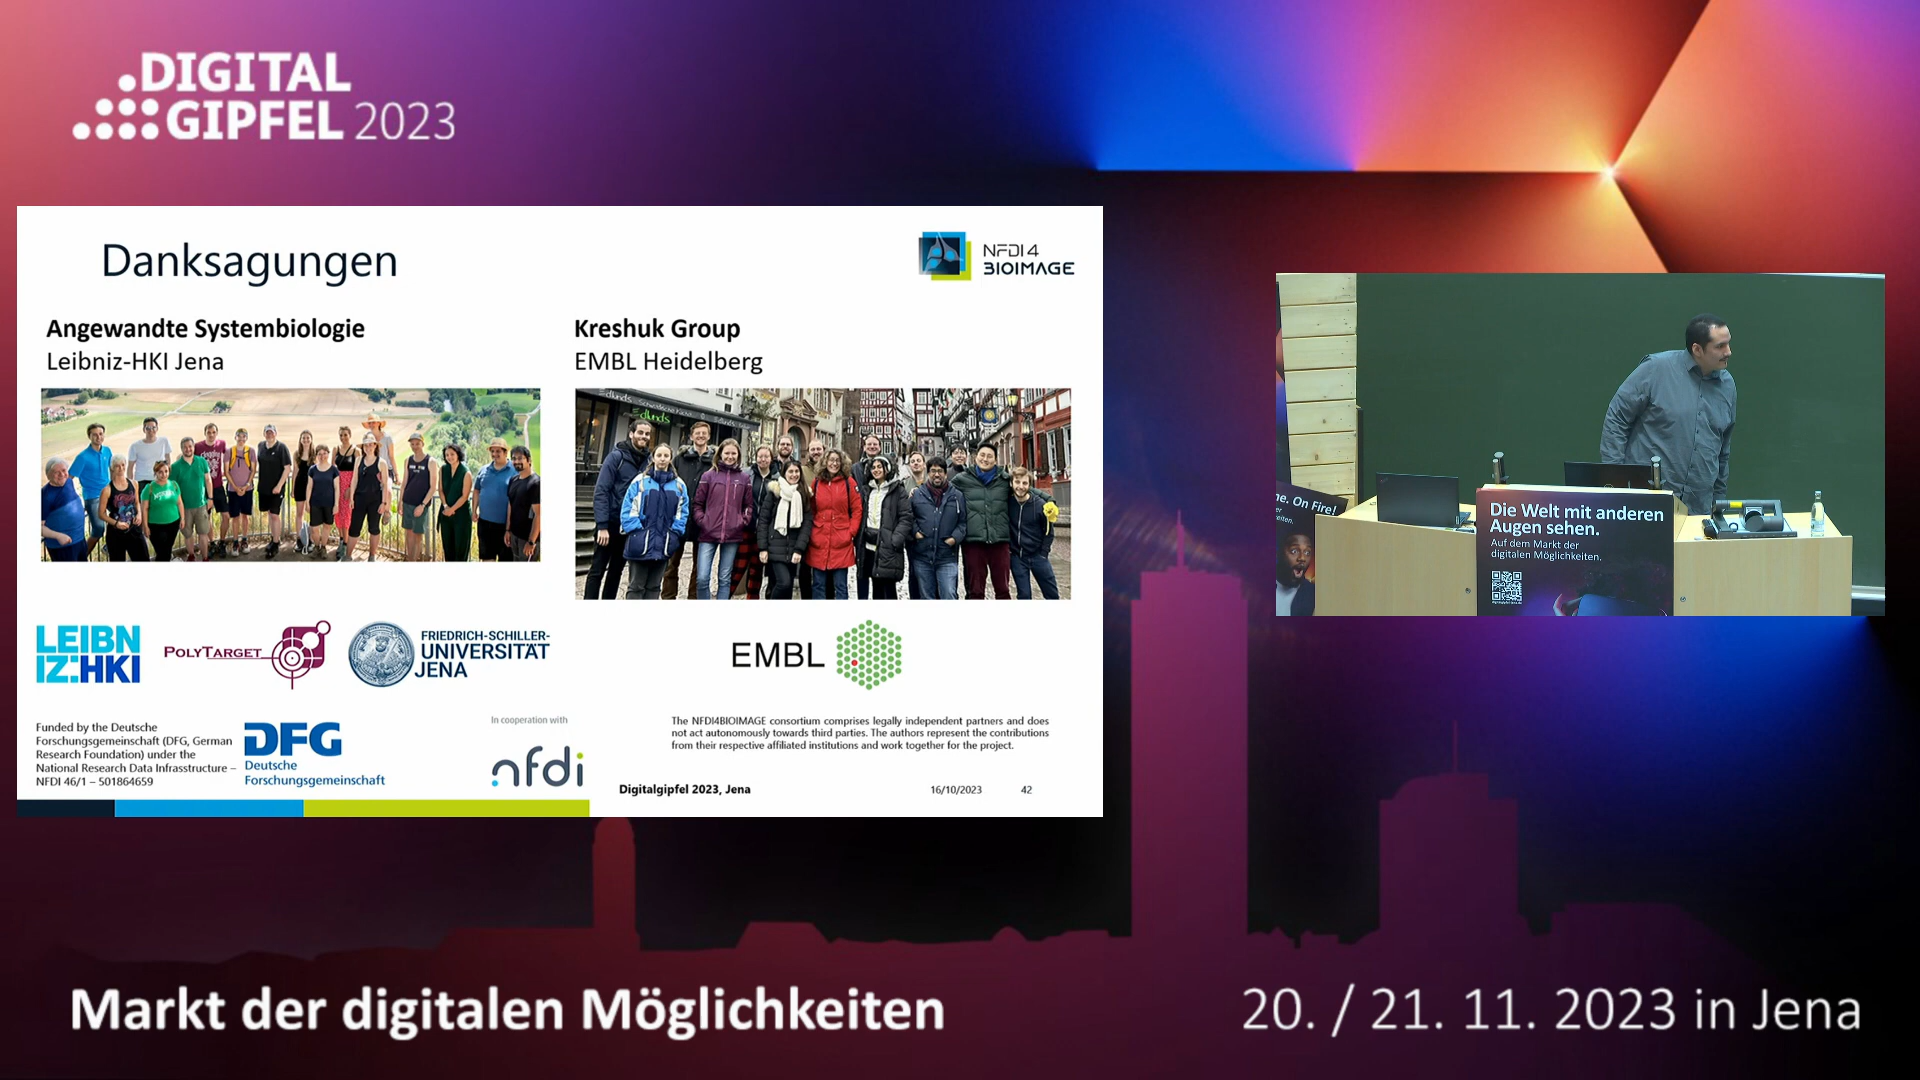 DIGITAL
GIPFEL 2023
Danksagungen
NFDI4
BIOIMAGE
Angewandte Systembiologie
Leibniz-HKI Jena
Kreshuk Group
EMBL Heidelberg
LEIBN
IZ:HKI
POLYTARGET
FRIEDRICH-SCHILLER-
UNIVERSITÄT
JENA
EMBL
Funded by the Deutsche
Forschungsgemeinschaft (DFG, German
Research Foundation) under the
National Research Data Infrasstructure –
NFDI 46/1 – 501864659
DFG
Deutsche
Forschungsgemeinschaft
In cooperation with
nfdi
The NFDI4BIOIMAGE consortium comprises legally independent partners and does
not act autonomously towards third parties. The authors represent the contributions
from their respective affiliated institutions and work together for the project.
Digitalgipfel 2023, Jena
16/10/2023
42
ne. On Fire!
Die Welt mit anderen
Augen sehen.
Auf dem Markt der
digitalen Möglichkeiten.
Markt der digitalen Möglichkeiten
20. / 21. 11. 2023 in Jena